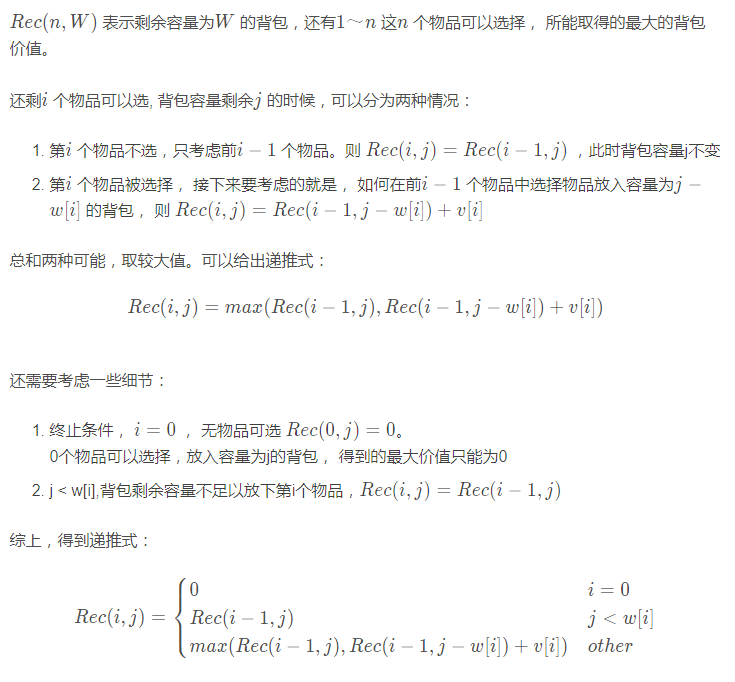 Rec(n, W) 表示剩余容量为W 的背包，还有1～n 这n 个物品可以选择， 所能取得的最大的背包
价值。
还剩i 个物品可以选, 背包容量剩余j 的时候，可以分为两种情况：
1. 第i 个物品不选，只考虑前i − 1 个物品。则 Rec(i, j) = Rec(i − 1, j) ，此时背包容量j不变
2. 第i 个物品被选择， 接下来要考虑的就是， 如何在前i − 1 个物品中选择物品放入容量为j −
w[i] 的背包， 则 Rec(i, j) = Rec(i − 1, j − w[i]) + v[i]
总和两种可能，取较大值。可以给出递推式：
Rec(i, j) = max(Rec(i − 1, j), Rec(i − 1, j − w[i]) + v[i])
还需要考虑一些细节：
1. 终止条件， i = 0 ， 无物品可选 Rec(0, j) = 0。
0个物品可以选择，放入容量为j的背包， 得到的最大价值只能为0
2. j < w[i],背包剩余容量不足以放下第i个物品，Rec(i, j) = Rec(i − 1, j)
综上，得到递推式：
0 i = 0
Rec(i, j) = { Rec(i − 1, j) j < w[i]
max(Rec(i − 1, j), Rec(i − 1, j − w[i]) + v[i]) other